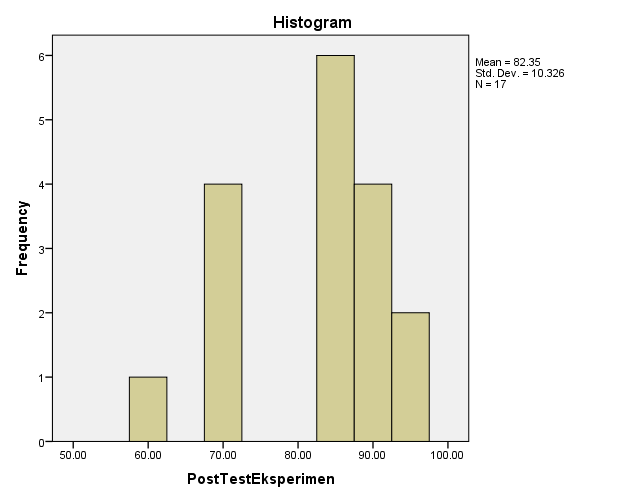 Histogram
Mean = 82.35
Std. Dev. = 10.326
N = 17
Frequency
6
5
4
3
2
1
0
50.00 60.00 70.00 80.00 90.00 100.00
PostTestEksperimen